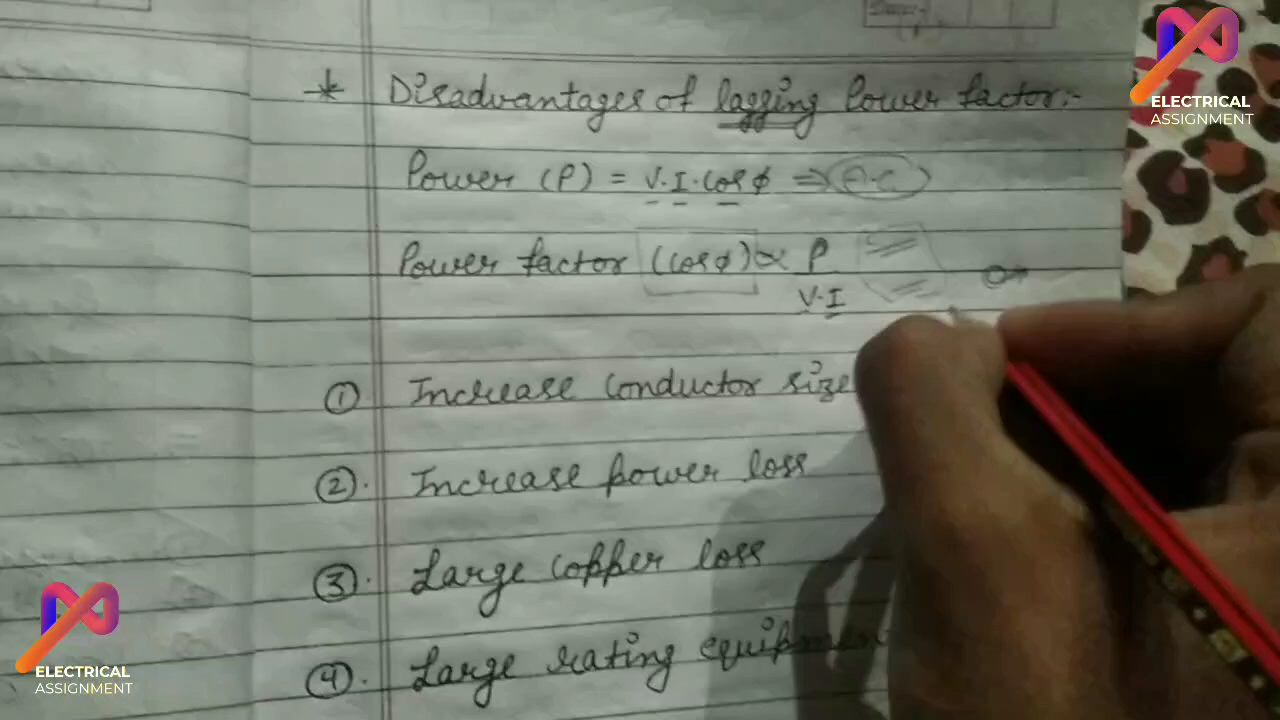 ELECTRICAL
ASSIGNMENT
* Disadvantages of lagging Power factor:-
Power (P) = V.I.cosφ ⇒ (A.C)
Power factor (cosφ) ∝ P
V.I
① Increase conductor size
②. Increase power loss
③. Large copper loss
④. Large rating equipmen
ELECTRICAL
ASSIGNMENT